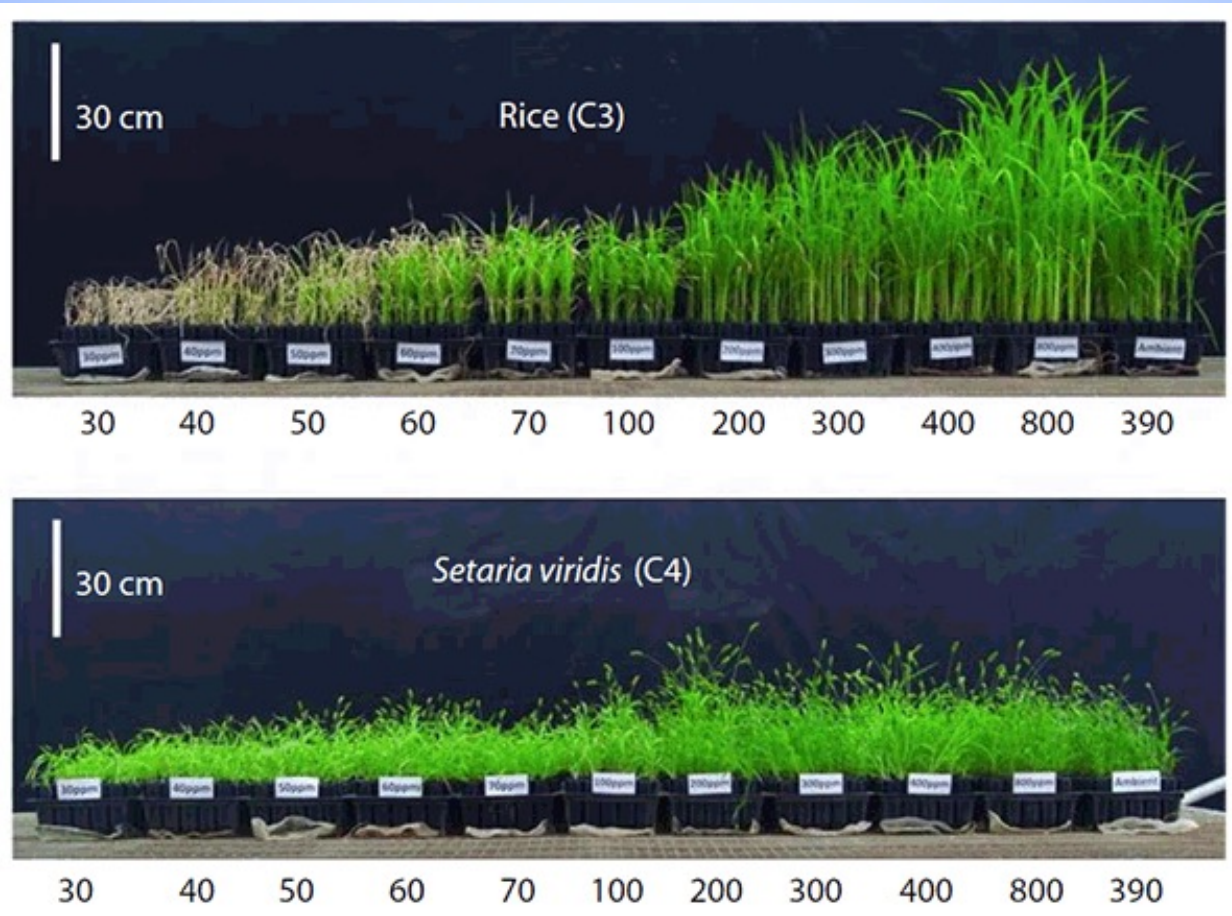 30 cm
Rice (C3)
30ppm 40ppm 50ppm 60ppm 70ppm 100ppm 200ppm 300ppm 400ppm 800ppm Ambient
30 40 50 60 70 100 200 300 400 800 390
30 cm
Setaria viridis (C4)
30ppm 40ppm 50ppm 60ppm 70ppm 100ppm 200ppm 300ppm 400ppm 800ppm Ambient
30 40 50 60 70 100 200 300 400 800 390